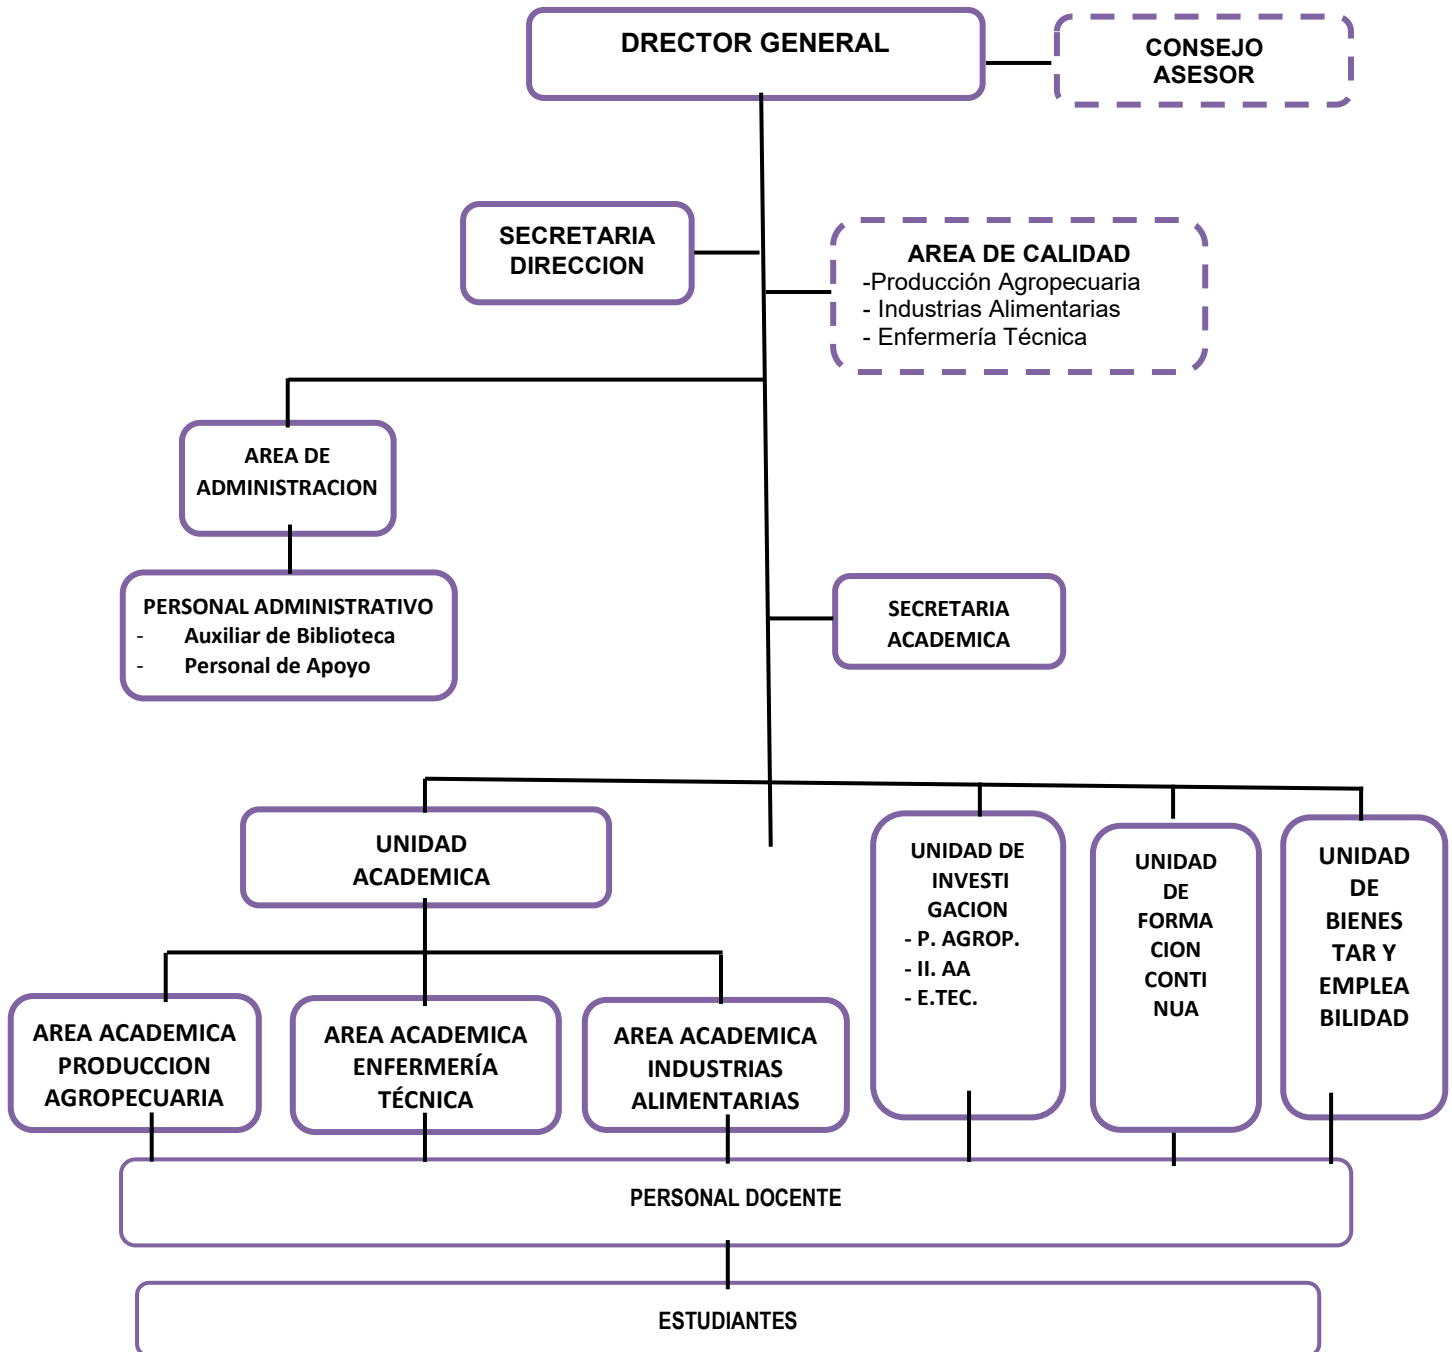 DRECTOR GENERAL
CONSEJO
ASESOR
SECRETARIA
DIRECCION
AREA DE CALIDAD
-Producción Agropecuaria
- Industrias Alimentarias
- Enfermería Técnica
AREA DE
ADMINISTRACION
PERSONAL ADMINISTRATIVO
- Auxiliar de Biblioteca
- Personal de Apoyo
SECRETARIA
ACADEMICA
UNIDAD
ACADEMICA
UNIDAD DE
INVESTI
GACION
- P. AGROP.
- II. AA
- E.TEC.
UNIDAD
DE
FORMA
CION
CONTI
NUA
UNIDAD
DE
BIENES
TAR Y
EMPLEA
BILIDAD
AREA ACADEMICA
PRODUCCION
AGROPECUARIA
AREA ACADEMICA
ENFERMERÍA
TÉCNICA
AREA ACADEMICA
INDUSTRIAS
ALIMENTARIAS
PERSONAL DOCENTE
ESTUDIANTES